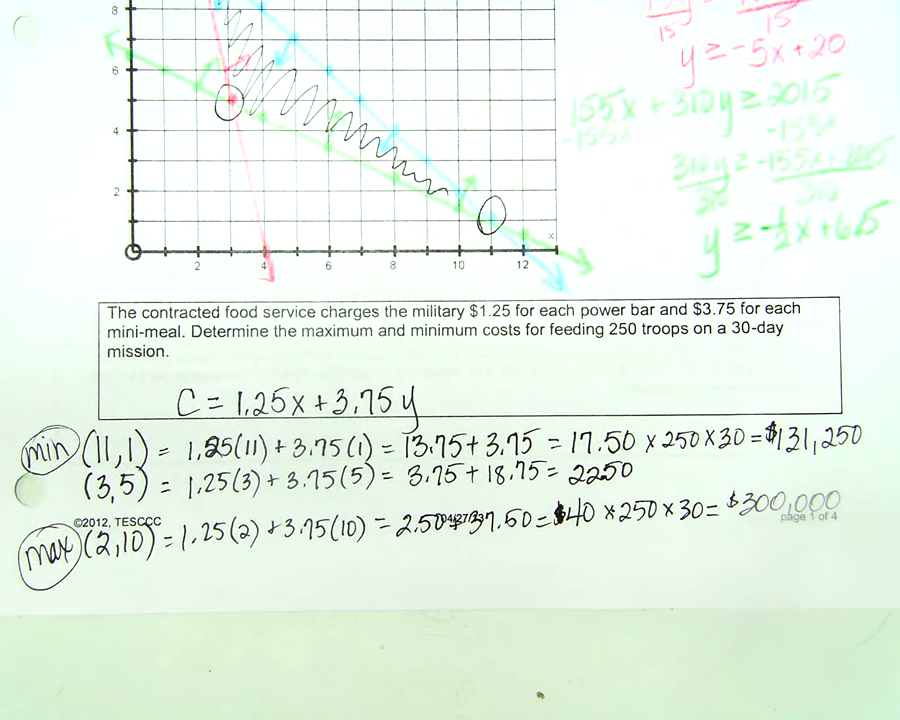 8
6
4
2
0
2 4 6 8 10 12
x
15
15
y ≥ -5x + 20
155x + 310y ≥ 2015
-155x -155x
310y ≥ -155x + 2015
310 310
y ≥ -1/2x + 6.5
The contracted food service charges the military $1.25 for each power bar and $3.75 for each
mini-meal. Determine the maximum and minimum costs for feeding 250 troops on a 30-day
mission.
C = 1.25x + 3.75y
min (11,1) = 1.25(11) + 3.75(1) = 13.75 + 3.75 = 17.50 × 250 × 30 = $131,250
(3,5) = 1.25(3) + 3.75(5) = 3.75 + 18.75 = 22.50
©2012, TESCCC
page 1 of 4
max (2,10) = 1.25(2) + 3.75(10) = 2.50 + 37.50 = $40 × 250 × 30 = $300,000